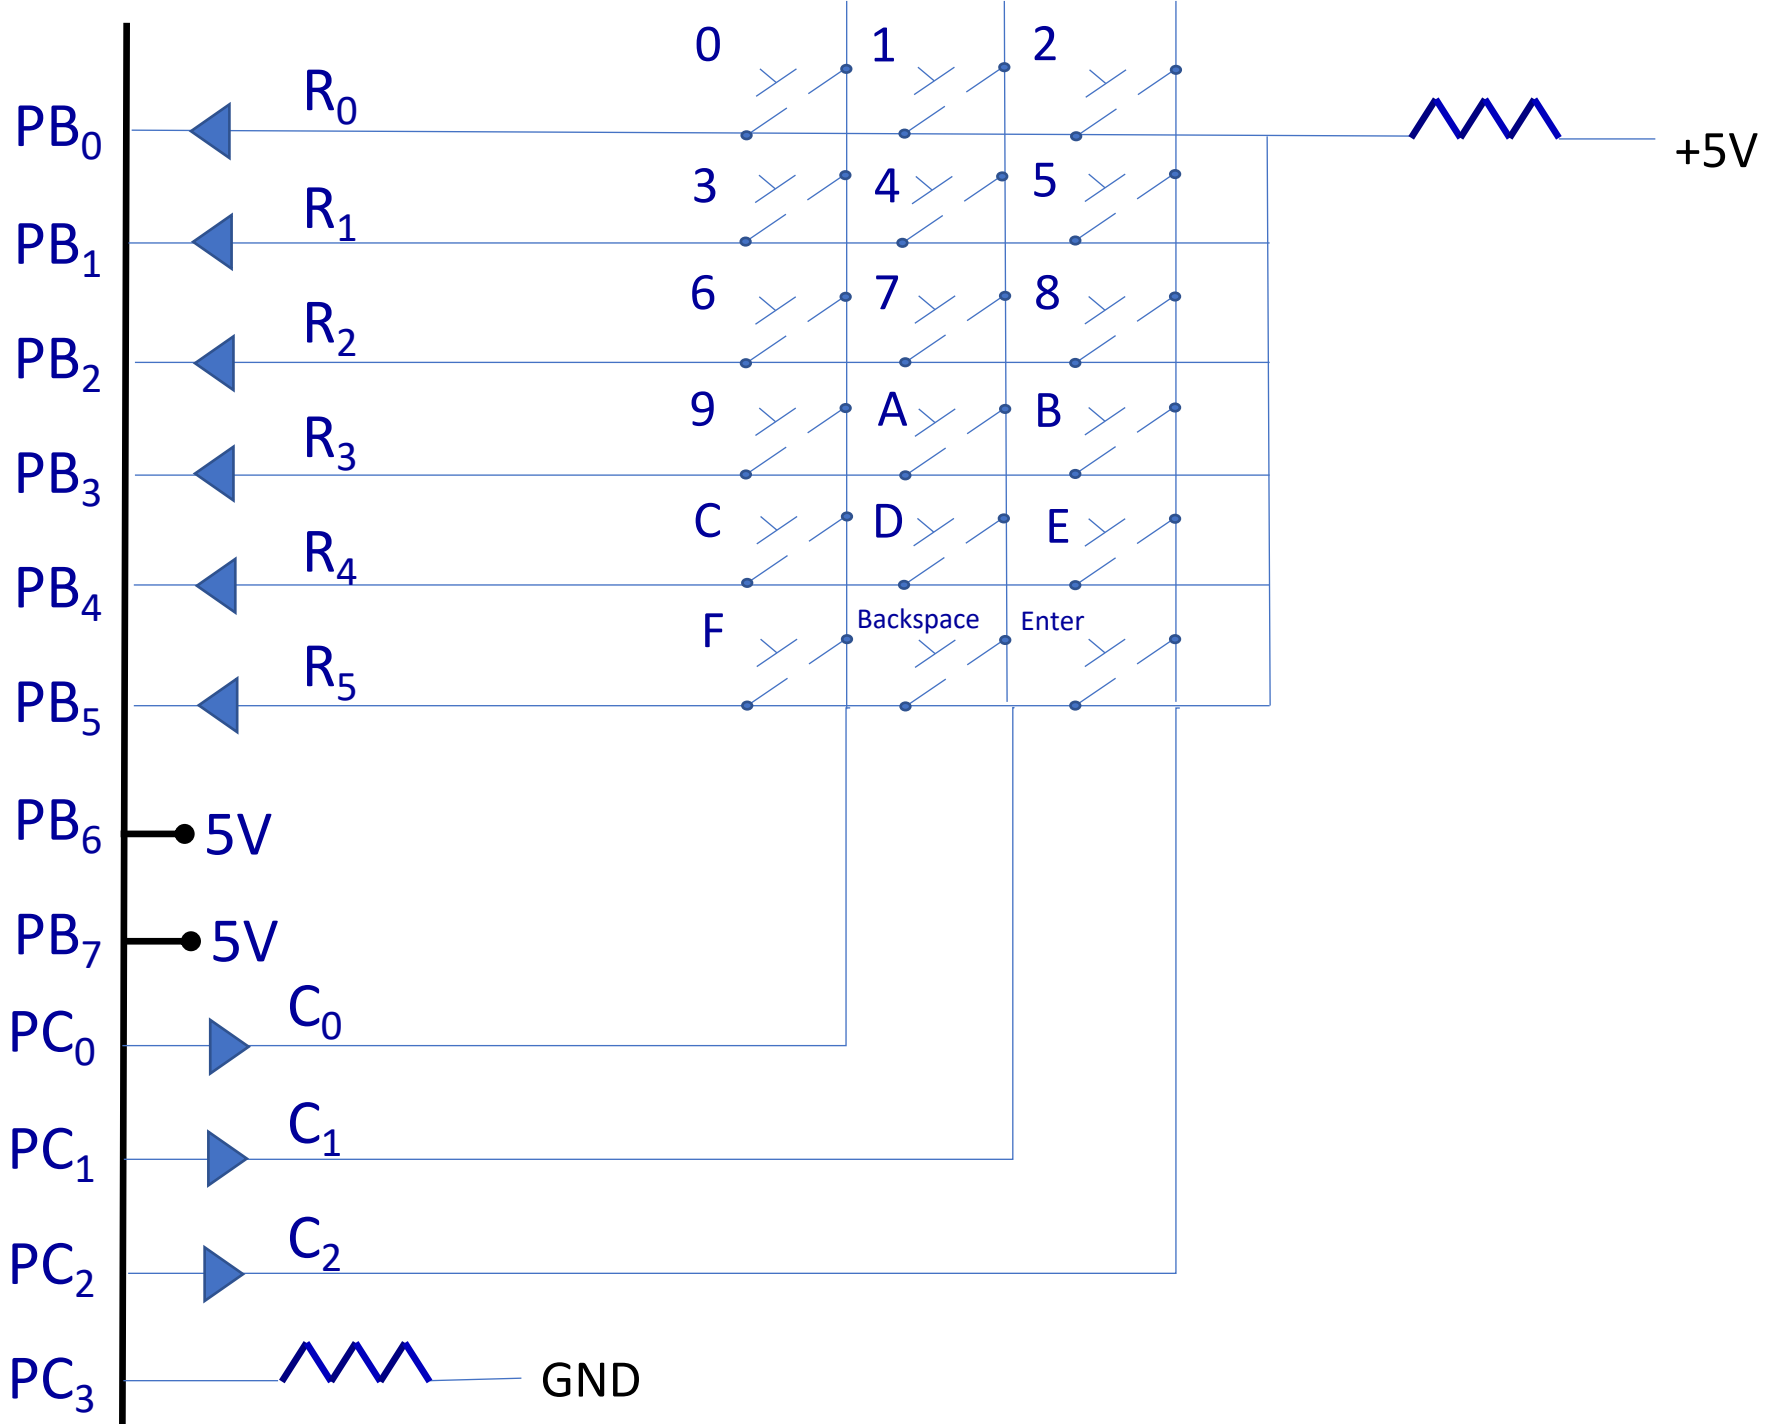 0 1 2
PB0 R0 +5V
3 4 5
PB1 R1
6 7 8
PB2 R2
9 A B
PB3 R3
C D E
PB4 R4
F Backspace Enter
PB5 R5
PB6 5V
PB7 5V
PC0 C0
PC1 C1
PC2 C2
PC3 GND